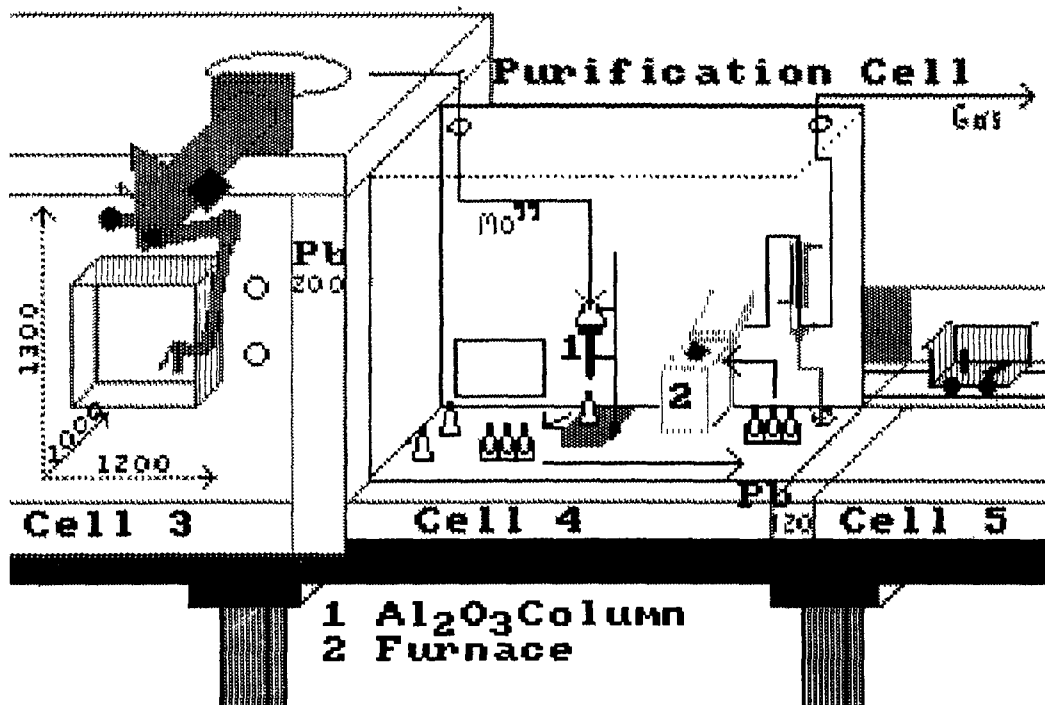 Purification Cell
Gas
Mo"
Pb
200
1300
1
2
1000
1200
Pb
120
Cell 3
Cell 4
Cell 5
1 Al₂O₃Column
2 Furnace